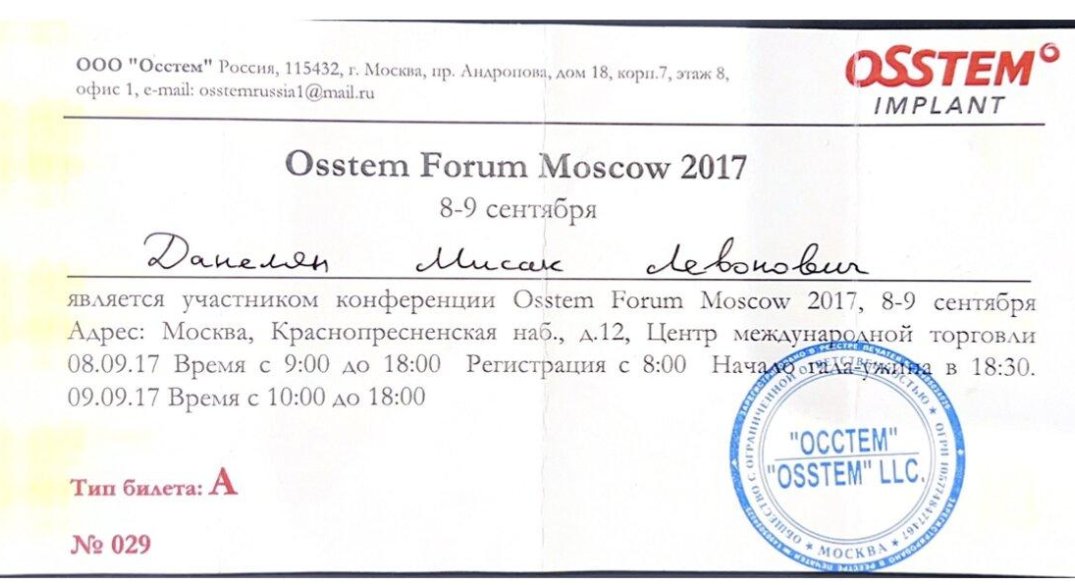 ООО "Осстем" Россия, 115432, г. Москва, пр. Андропова, дом 18, корп.7, этаж 8,
офис 1, e-mail: osstemrussia1@mail.ru
OSSTEM
IMPLANT
Osstem Forum Moscow 2017
8-9 сентября
Данелян Мисак Левонович
является участником конференции Osstem Forum Moscow 2017, 8-9 сентября
Адрес: Москва, Краснопресненская наб., д.12, Центр международной торговли
08.09.17 Время с 9:00 до 18:00 Регистрация с 8:00 Начало гала-ужина в 18:30.
09.09.17 Время с 10:00 до 18:00
"ОССТЕМ"
"OSSTEM" LLC.
ОБЩЕСТВО С ОГРАНИЧЕННОЙ ОТВЕТСТВЕННОСТЬЮ
МОСКВА
Тип билета: А
№ 029